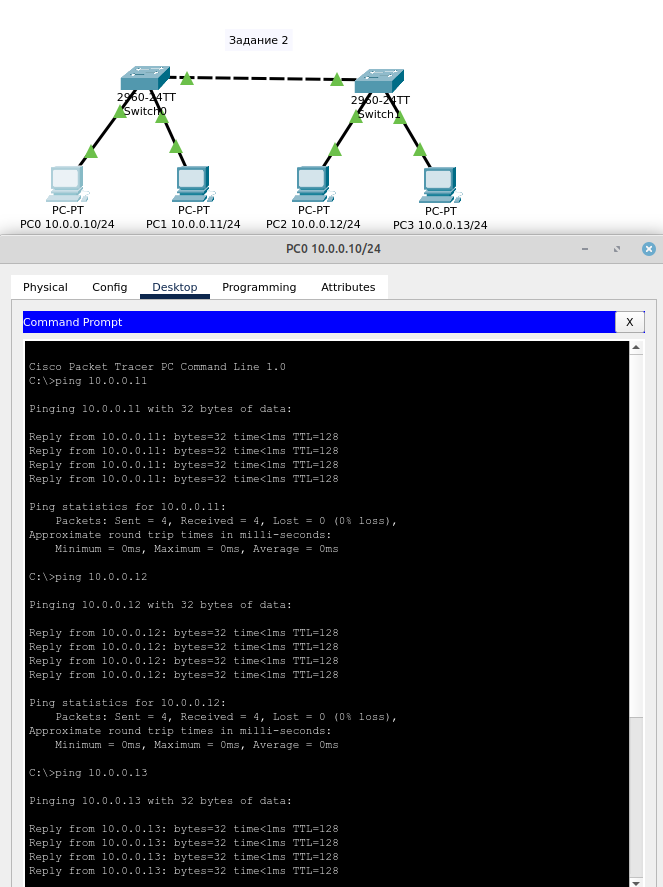 Задание 2
2960-24TT
Switch0
2960-24TT
Switch1
PC-PT
PC0 10.0.0.10/24
PC-PT
PC1 10.0.0.11/24
PC-PT
PC2 10.0.0.12/24
PC-PT
PC3 10.0.0.13/24
PC0 10.0.0.10/24
Physical Config Desktop Programming Attributes
Command Prompt X
Cisco Packet Tracer PC Command Line 1.0
C:\>ping 10.0.0.11
Pinging 10.0.0.11 with 32 bytes of data:
Reply from 10.0.0.11: bytes=32 time<1ms TTL=128
Reply from 10.0.0.11: bytes=32 time<1ms TTL=128
Reply from 10.0.0.11: bytes=32 time<1ms TTL=128
Reply from 10.0.0.11: bytes=32 time<1ms TTL=128
Ping statistics for 10.0.0.11:
Packets: Sent = 4, Received = 4, Lost = 0 (0% loss),
Approximate round trip times in milli-seconds:
Minimum = 0ms, Maximum = 0ms, Average = 0ms
C:\>ping 10.0.0.12
Pinging 10.0.0.12 with 32 bytes of data:
Reply from 10.0.0.12: bytes=32 time<1ms TTL=128
Reply from 10.0.0.12: bytes=32 time<1ms TTL=128
Reply from 10.0.0.12: bytes=32 time<1ms TTL=128
Reply from 10.0.0.12: bytes=32 time<1ms TTL=128
Ping statistics for 10.0.0.12:
Packets: Sent = 4, Received = 4, Lost = 0 (0% loss),
Approximate round trip times in milli-seconds:
Minimum = 0ms, Maximum = 0ms, Average = 0ms
C:\>ping 10.0.0.13
Pinging 10.0.0.13 with 32 bytes of data:
Reply from 10.0.0.13: bytes=32 time<1ms TTL=128
Reply from 10.0.0.13: bytes=32 time<1ms TTL=128
Reply from 10.0.0.13: bytes=32 time<1ms TTL=128
Reply from 10.0.0.13: bytes=32 time<1ms TTL=128